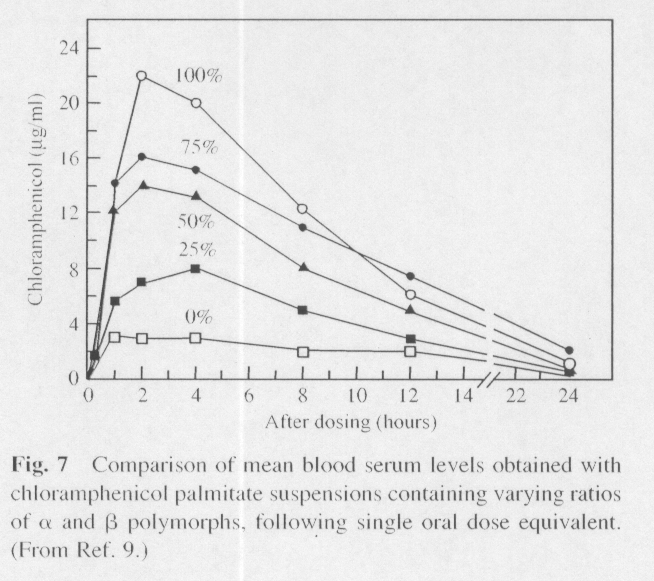 24
20
16
12
8
4
0
Chloramphenicol (µg/ml)
100%
75%
50%
25%
0%
0 2 4 6 8 10 12 14 22 24
After dosing (hours)
Fig. 7 Comparison of mean blood serum levels obtained with
chloramphenicol palmitate suspensions containing varying ratios
of α and β polymorphs, following single oral dose equivalent.
(From Ref. 9.)